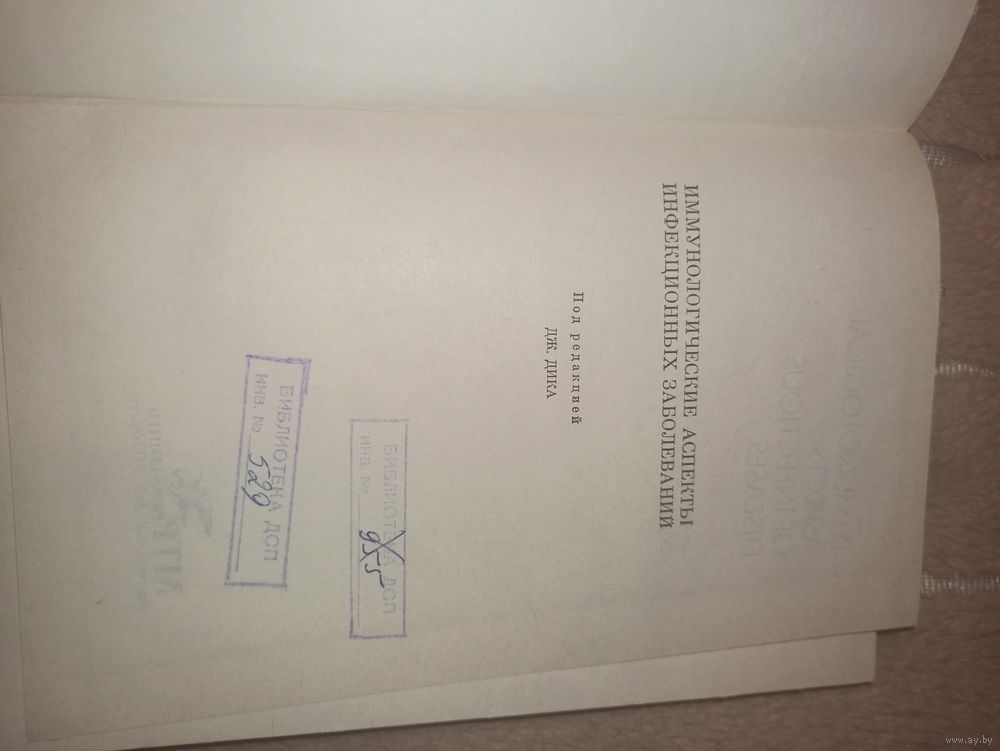 ИММУНОЛОГИЧЕСКИЕ АСПЕКТЫ
ИНФЕКЦИОННЫХ ЗАБОЛЕВАНИЙ
Под редакцией
ДЖ. ДИКА
БИБЛИОТЕКА ДСП
ИНВ. №
БИБЛИОТЕКА ДСП
ИНВ. № 529
www.ay.by